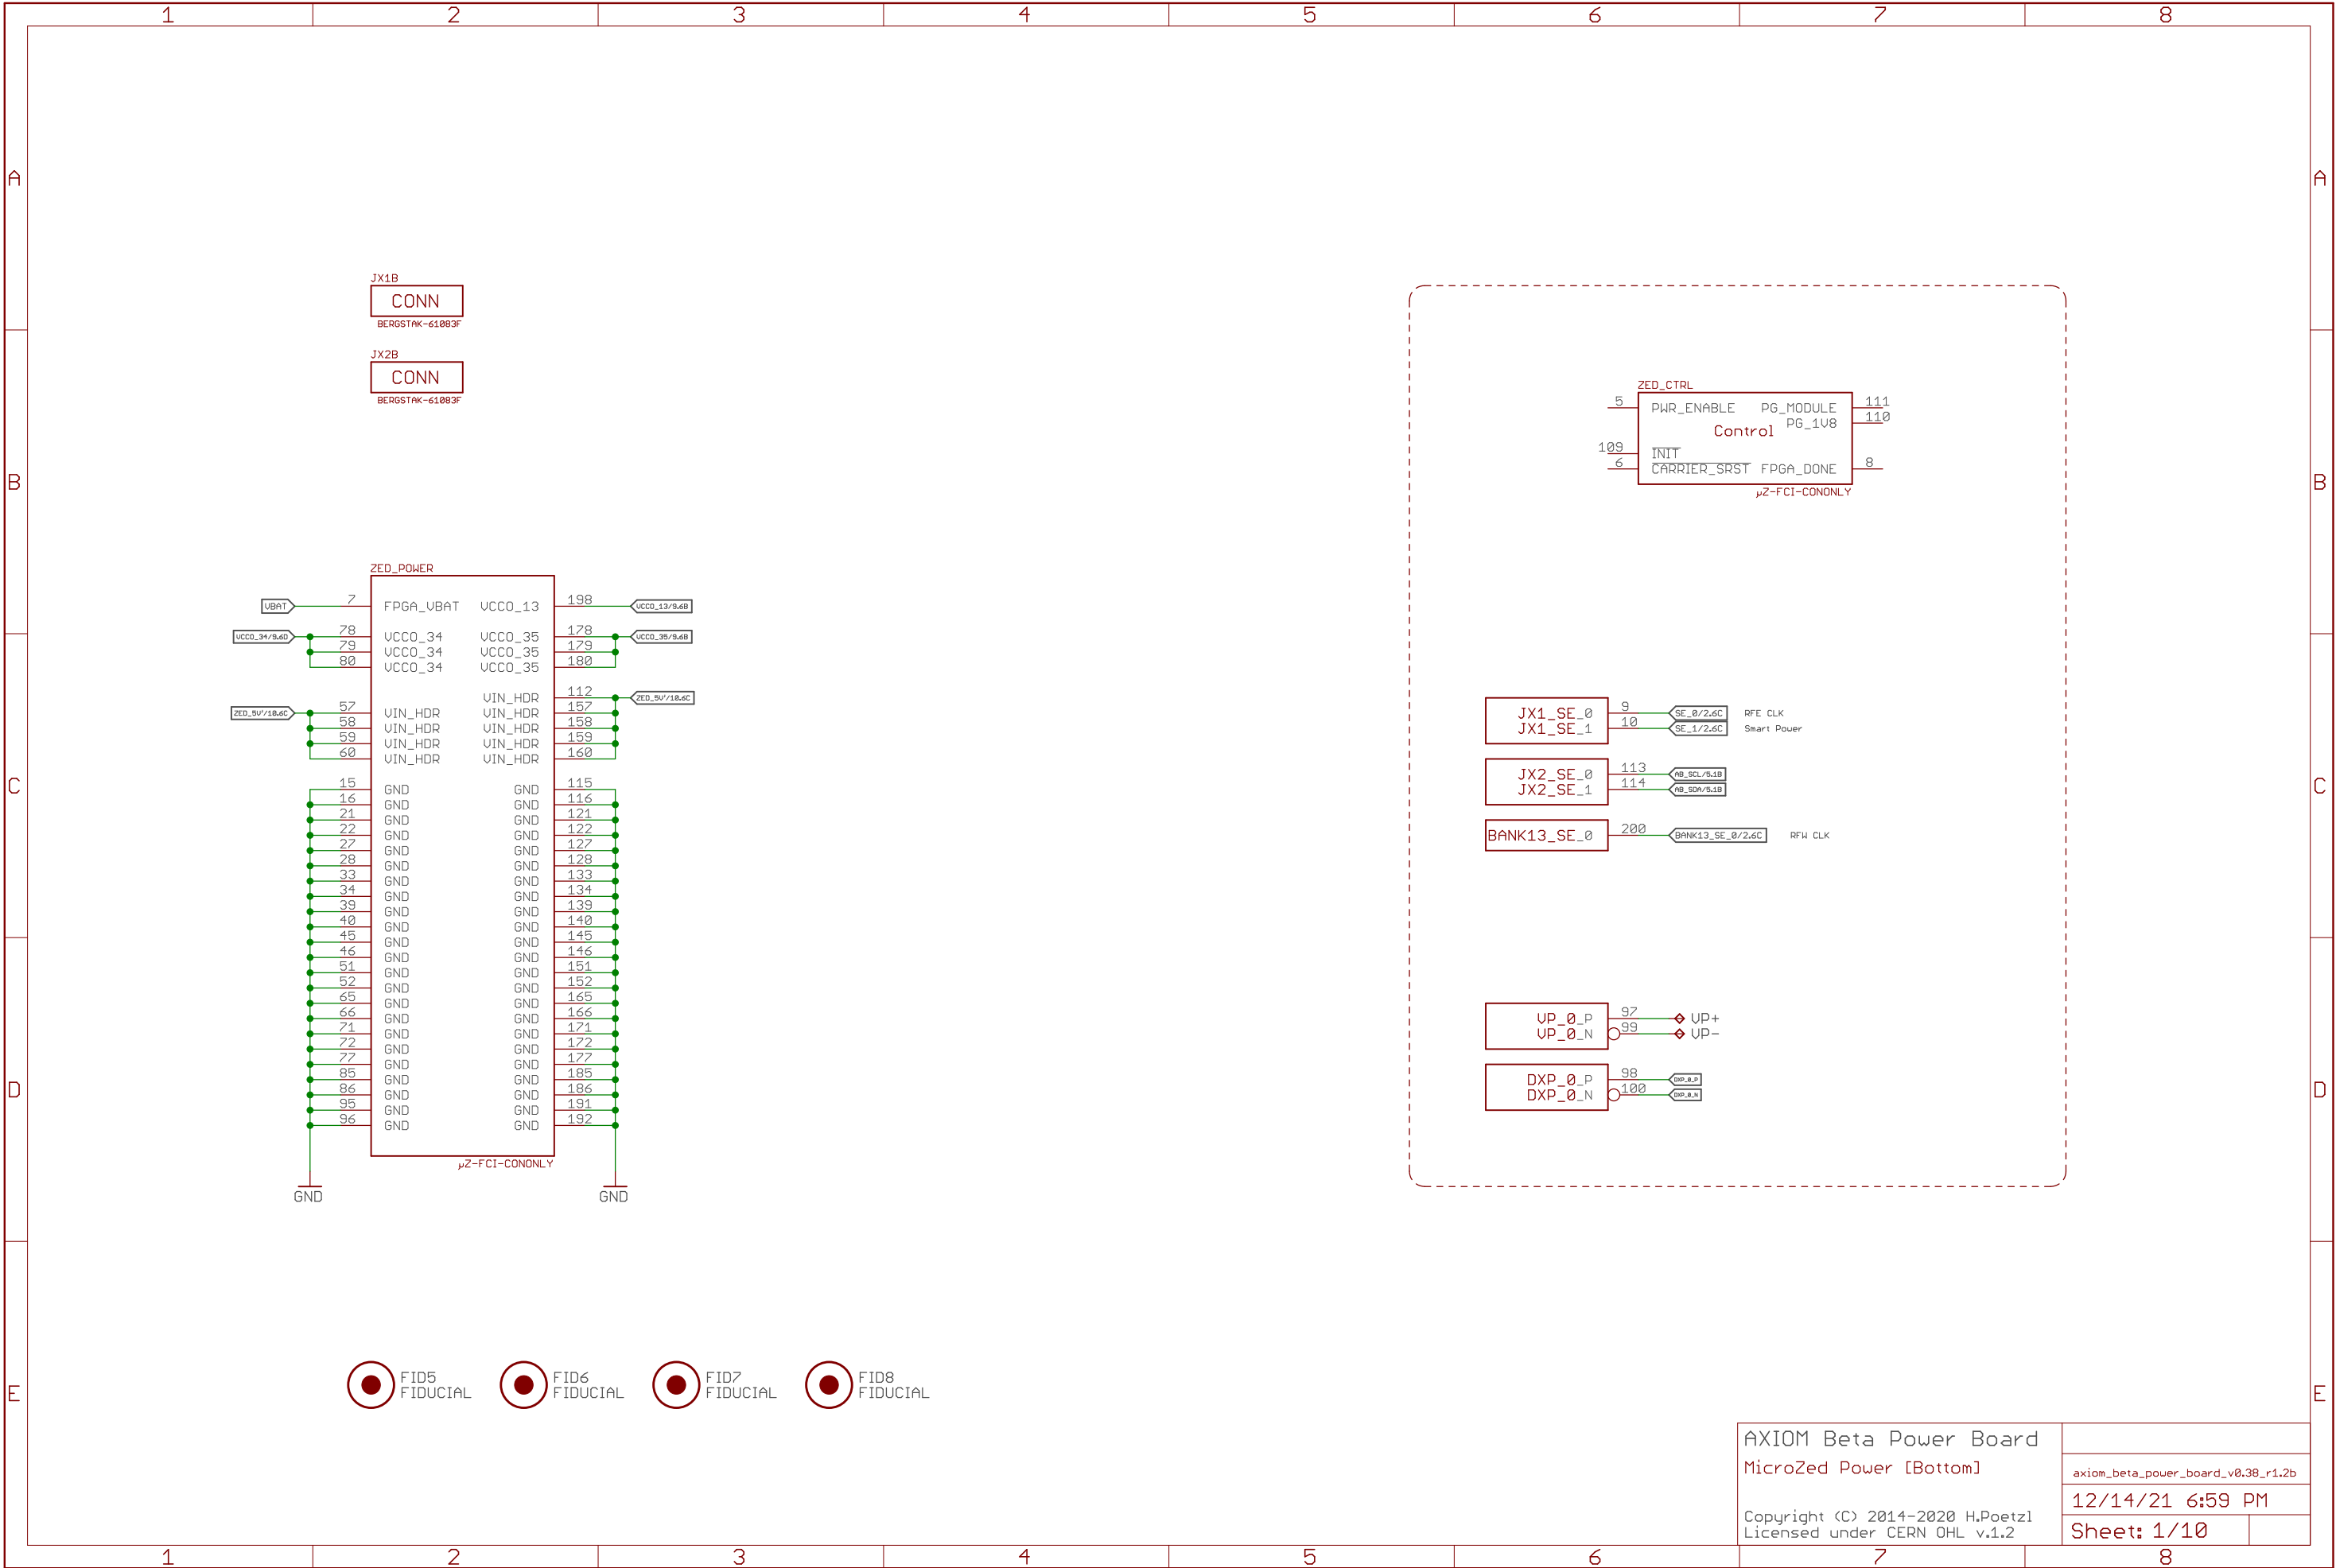 1 2 3 4 5 6 7 8
A A
JX1B
CONN
BERGSTAK-61083F
JX2B
CONN
BERGSTAK-61083F
ZED_CTRL
5 PWR_ENABLE PG_MODULE 111
PG_1V8 110
Control
109 INIT
6 CARRIER_SRST FPGA_DONE 8
µZ-FCI-CONONLY
B B
ZED_POWER
VBAT 7 FPGA_VBAT VCCO_13 198 VCCO_13/9.6B
VCCO_34/9.6D 78 VCCO_34 VCCO_35 178 VCCO_35/9.6B
79 VCCO_34 VCCO_35 179
80 VCCO_34 VCCO_35 180
VIN_HDR 112 ZED_5V'/10.6C
ZED_5V'/10.6C 57 VIN_HDR VIN_HDR 157
58 VIN_HDR VIN_HDR 158
59 VIN_HDR VIN_HDR 159
60 VIN_HDR VIN_HDR 160
15 GND GND 115
16 GND GND 116
21 GND GND 121
22 GND GND 122
27 GND GND 127
28 GND GND 128
33 GND GND 133
34 GND GND 134
39 GND GND 139
40 GND GND 140
45 GND GND 145
46 GND GND 146
51 GND GND 151
52 GND GND 152
65 GND GND 165
66 GND GND 166
71 GND GND 171
72 GND GND 172
77 GND GND 177
85 GND GND 185
86 GND GND 186
95 GND GND 191
96 GND GND 192
µZ-FCI-CONONLY
GND GND
JX1_SE_0 9 SE_0/2.6C RFE CLK
JX1_SE_1 10 SE_1/2.6C Smart Power
JX2_SE_0 113 AB_SCL/5.1B
JX2_SE_1 114 AB_SDA/5.1B
C C
BANK13_SE_0 200 BANK13_SE_0/2.6C RFW CLK
VP_0_P 97 VP+
VP_0_N 99 VP-
DXP_0_P 98 DXP_0_P
DXP_0_N 100 DXP_0_N
D D
FID5
FIDUCIAL
FID6
FIDUCIAL
FID7
FIDUCIAL
FID8
FIDUCIAL
E E
AXIOM Beta Power Board
MicroZed Power [Bottom]
Copyright (C) 2014-2020 H.Poetzl
Licensed under CERN OHL v.1.2
axiom_beta_power_board_v0.38_r1.2b
12/14/21 6:59 PM
Sheet: 1/10
1 2 3 4 5 6 7 8